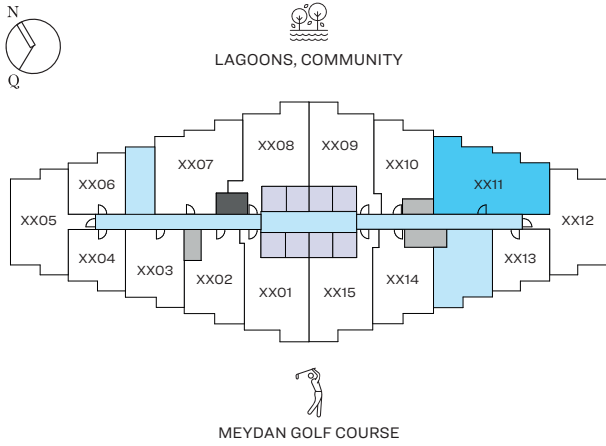 N
Q
LAGOONS, COMMUNITY
XX08
XX09
XX07
XX10
XX06
XX11
XX05
XX12
XX04
XX03
XX02
XX01
XX15
XX14
XX13
MEYDAN GOLF COURSE